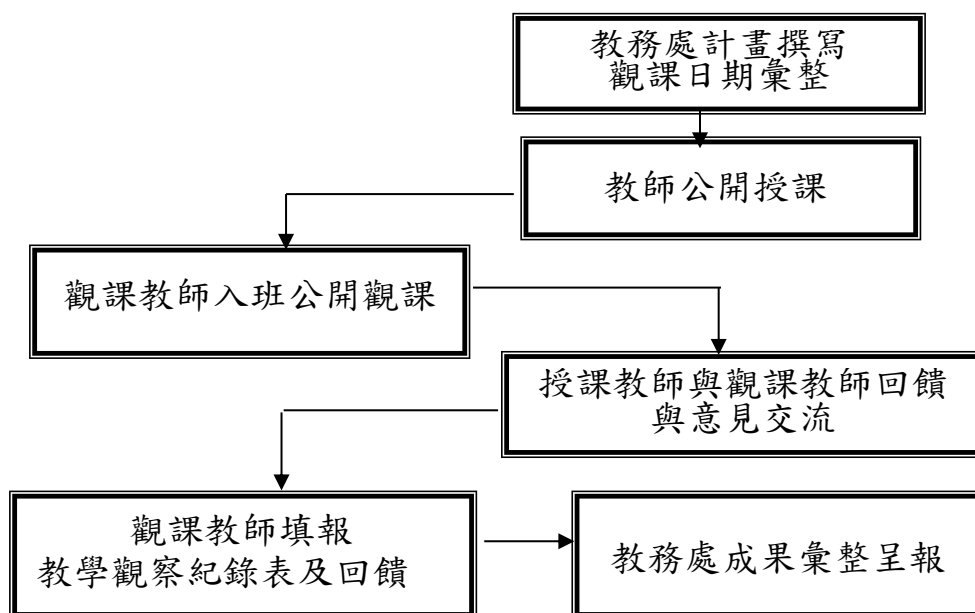 教務處計畫撰寫
觀課日期彙整
教師公開授課
觀課教師入班公開觀課
授課教師與觀課教師回饋
與意見交流
觀課教師填報
教學觀察紀錄表及回饋
教務處成果彙整呈報